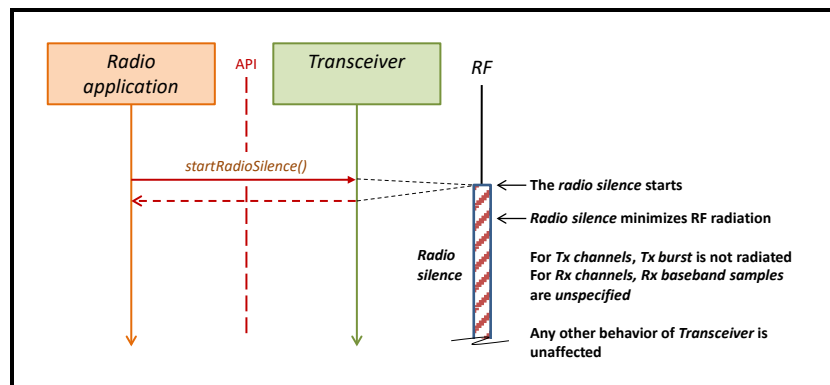 Radio
application
API
Transceiver
RF
startRadioSilence()
The radio silence starts
Radio silence minimizes RF radiation
Radio
silence
For Tx channels, Tx burst is not radiated
For Rx channels, Rx baseband samples
are unspecified
Any other behavior of Transceiver is
unaffected